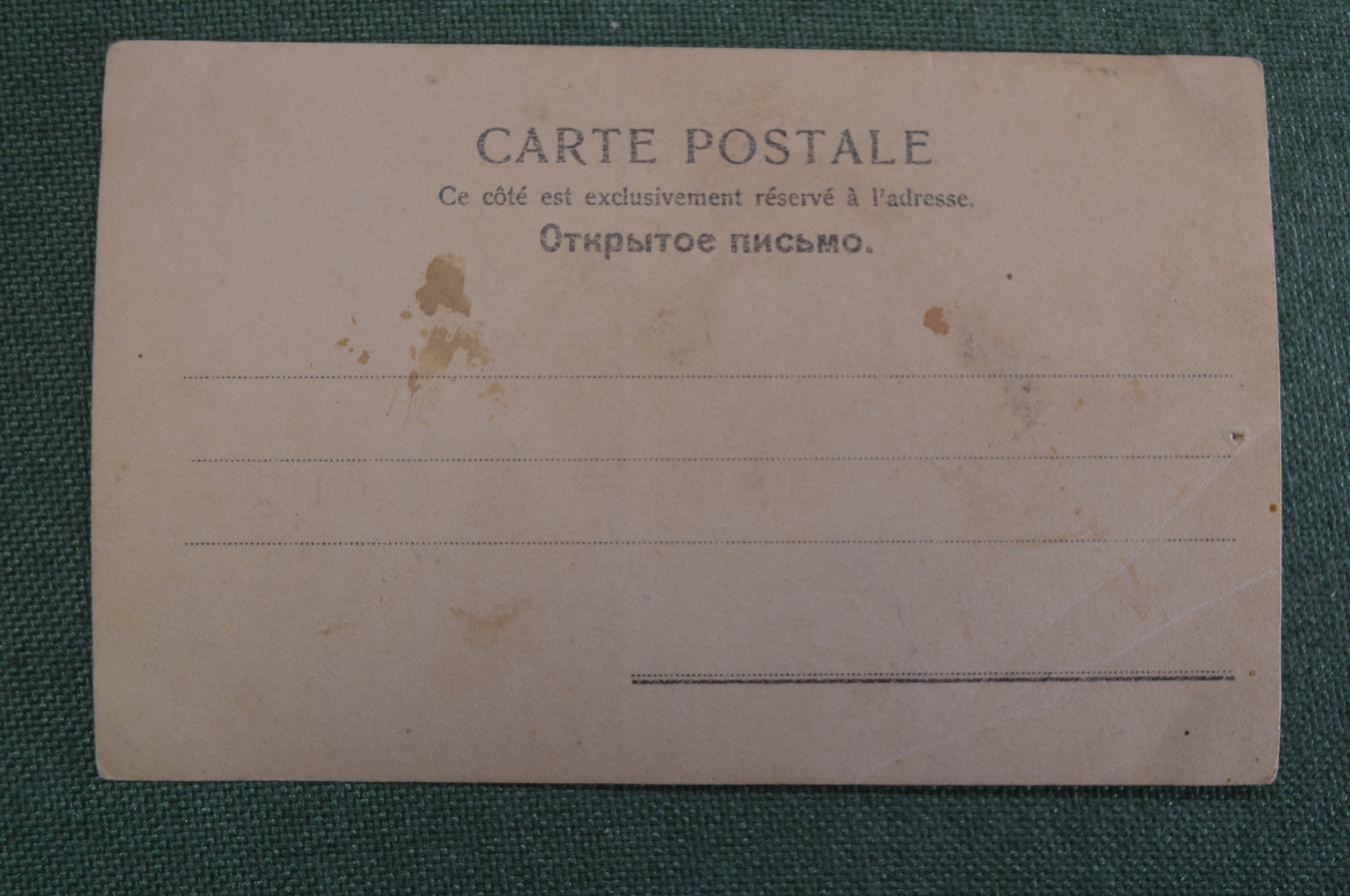 CARTE POSTALE
Ce côté est exclusivement réservé à l'adresse.
Открытое письмо.